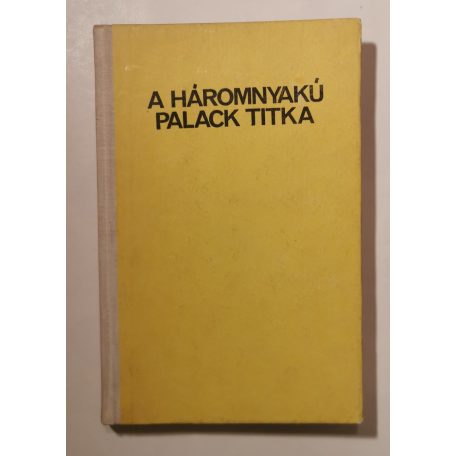 A HÁROMNYAKÚ
PALACK TITKA